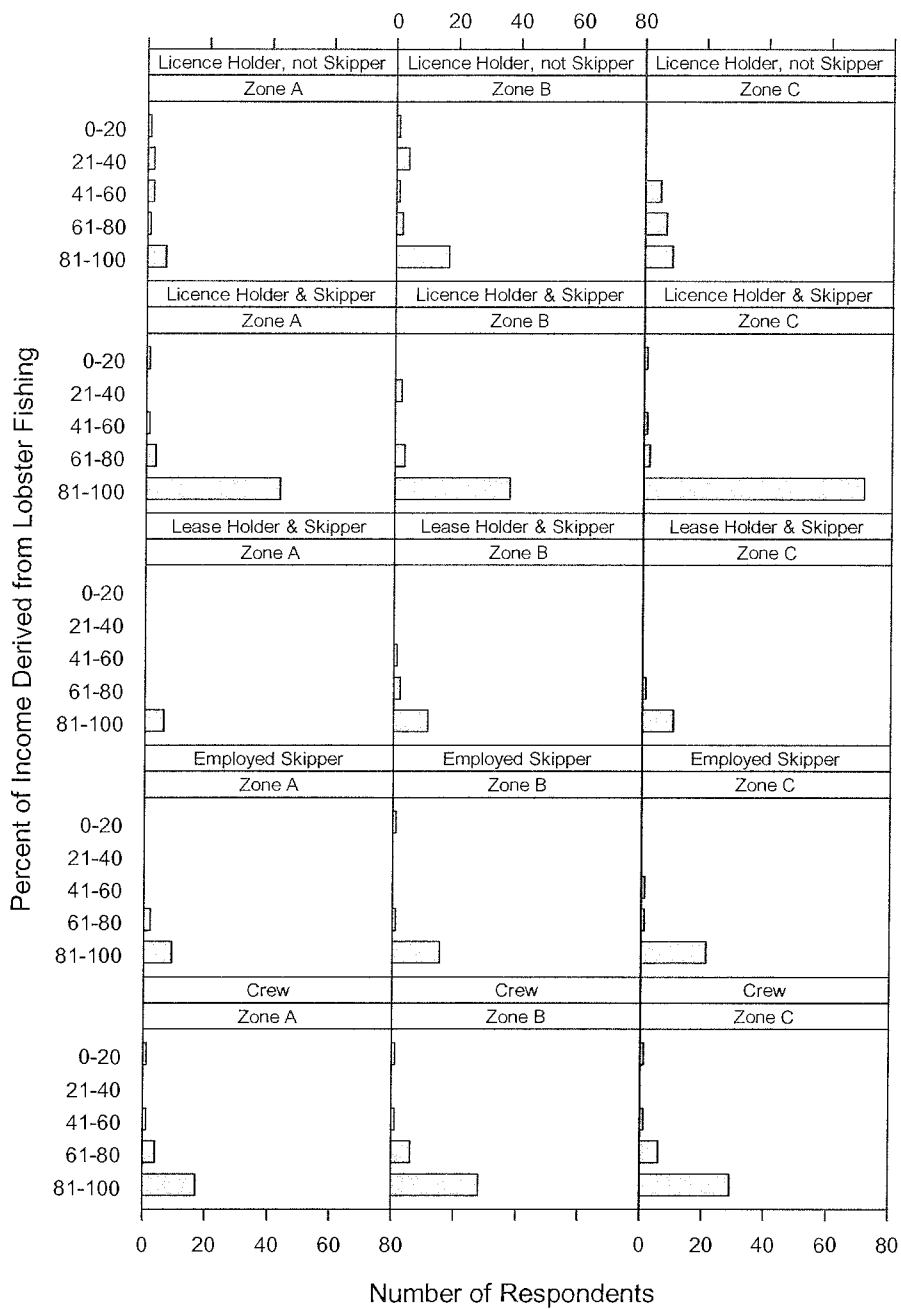 0 20 40 60 80
Licence Holder, not Skipper Licence Holder, not Skipper Licence Holder, not Skipper
Zone A Zone B Zone C
0-20
21-40
41-60
61-80
81-100
Licence Holder & Skipper Licence Holder & Skipper Licence Holder & Skipper
Zone A Zone B Zone C
0-20
21-40
41-60
61-80
81-100
Lease Holder & Skipper Lease Holder & Skipper Lease Holder & Skipper
Zone A Zone B Zone C
0-20
21-40
41-60
61-80
81-100
Employed Skipper Employed Skipper Employed Skipper
Zone A Zone B Zone C
0-20
21-40
41-60
61-80
81-100
Crew Crew Crew
Zone A Zone B Zone C
0-20
21-40
41-60
61-80
81-100
0 20 40 60 80 0 20 40 60 80
Number of Respondents
Percent of Income Derived from Lobster Fishing